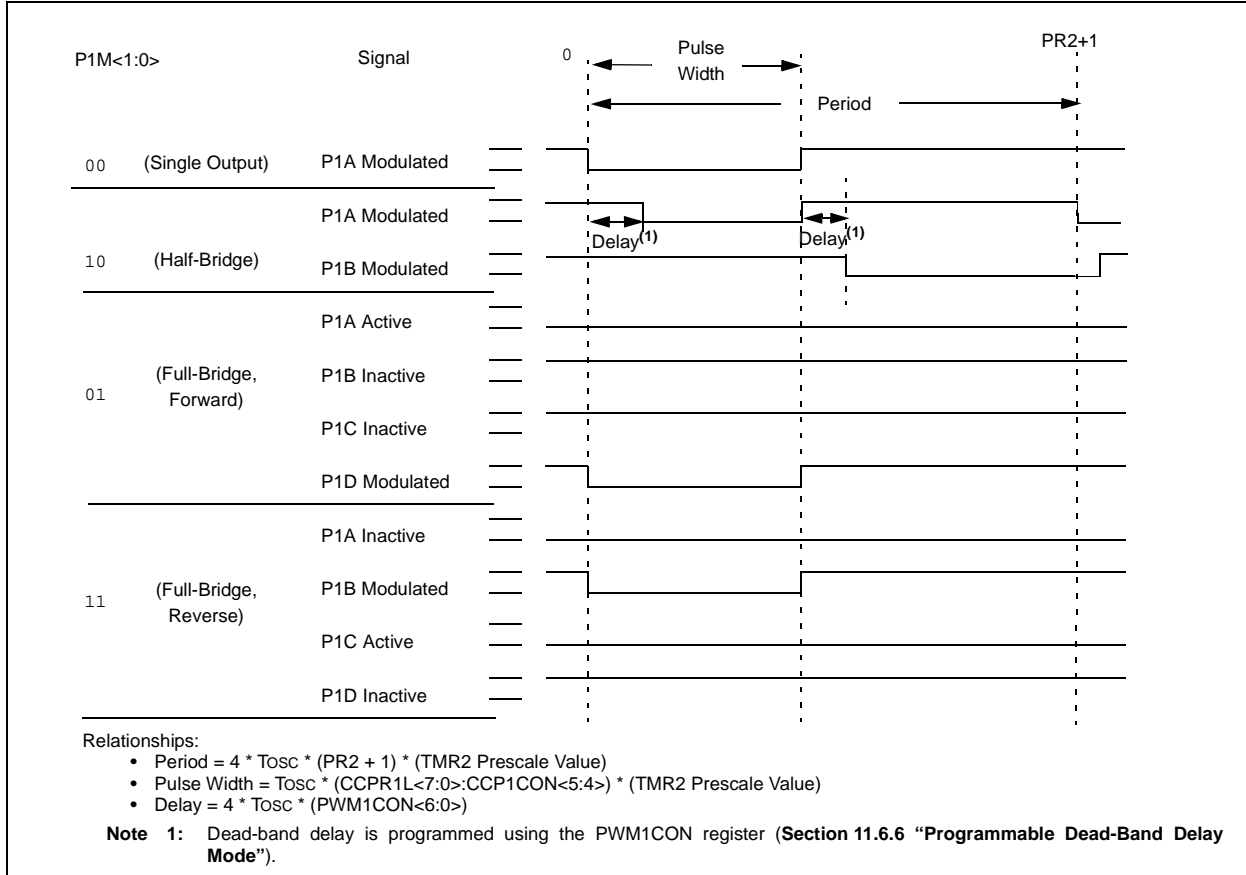 P1M<1:0> Signal 0 Pulse Width PR2+1
Period
00 (Single Output) P1A Modulated
P1A Modulated
Delay(1) Delay(1)
10 (Half-Bridge) P1B Modulated
P1A Active
01 (Full-Bridge, Forward) P1B Inactive
P1C Inactive
P1D Modulated
P1A Inactive
11 (Full-Bridge, Reverse) P1B Modulated
P1C Active
P1D Inactive
Relationships:
• Period = 4 * TOSC * (PR2 + 1) * (TMR2 Prescale Value)
• Pulse Width = TOSC * (CCPR1L<7:0>:CCP1CON<5:4>) * (TMR2 Prescale Value)
• Delay = 4 * TOSC * (PWM1CON<6:0>)
Note 1: Dead-band delay is programmed using the PWM1CON register (Section 11.6.6 “Programmable Dead-Band Delay
Mode”).